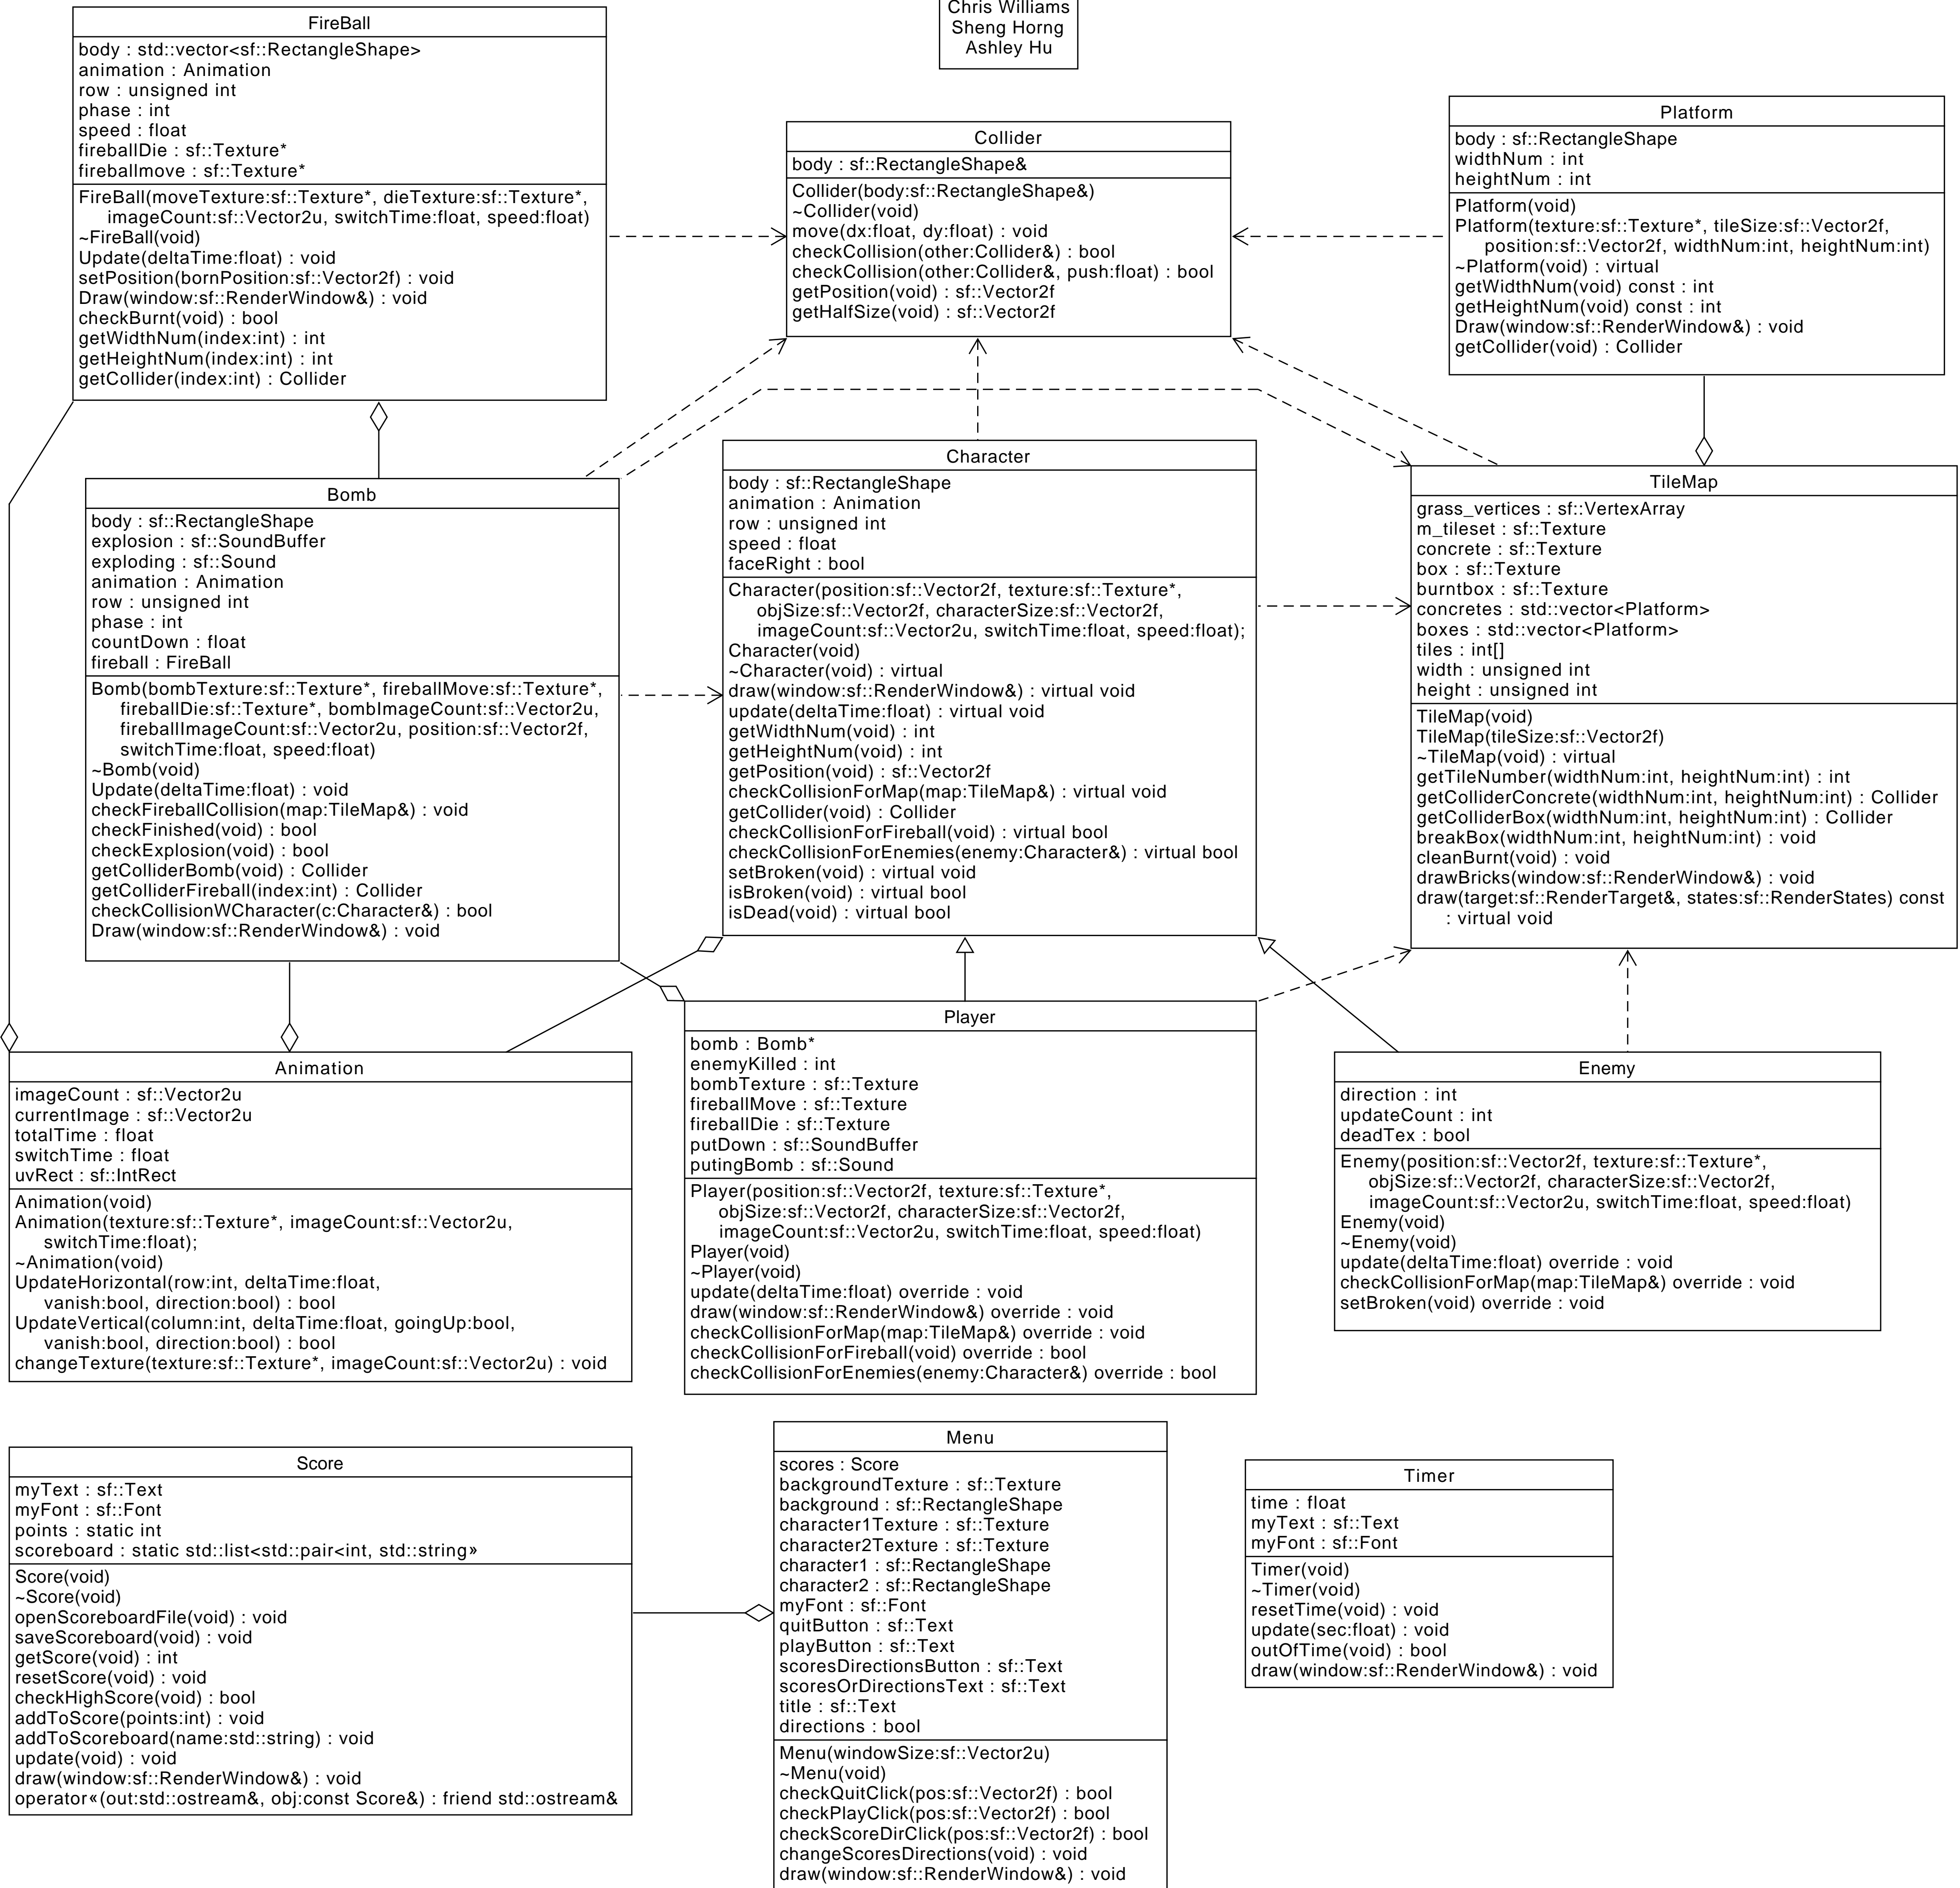 Chris Williams
Sheng Horng
Ashley Hu
FireBall
body : std::vector<sf::RectangleShape>
animation : Animation
row : unsigned int
phase : int
speed : float
fireballDie : sf::Texture*
fireballmove : sf::Texture*
FireBall(moveTexture:sf::Texture*, dieTexture:sf::Texture*,
imageCount:sf::Vector2u, switchTime:float, speed:float)
~FireBall(void)
Update(deltaTime:float) : void
setPosition(bornPosition:sf::Vector2f) : void
Draw(window:sf::RenderWindow&) : void
checkBurnt(void) : bool
getWidthNum(index:int) : int
getHeightNum(index:int) : int
getCollider(index:int) : Collider
Collider
body : sf::RectangleShape&
Collider(body:sf::RectangleShape&)
~Collider(void)
move(dx:float, dy:float) : void
checkCollision(other:Collider&) : bool
checkCollision(other:Collider&, push:float) : bool
getPosition(void) : sf::Vector2f
getHalfSize(void) : sf::Vector2f
Platform
body : sf::RectangleShape
widthNum : int
heightNum : int
Platform(void)
Platform(texture:sf::Texture*, tileSize:sf::Vector2f,
position:sf::Vector2f, widthNum:int, heightNum:int)
~Platform(void) : virtual
getWidthNum(void) const : int
getHeightNum(void) const : int
Draw(window:sf::RenderWindow&) : void
getCollider(void) : Collider
Bomb
body : sf::RectangleShape
explosion : sf::SoundBuffer
exploding : sf::Sound
animation : Animation
row : unsigned int
phase : int
countDown : float
fireball : FireBall
Bomb(bombTexture:sf::Texture*, fireballMove:sf::Texture*,
fireballDie:sf::Texture*, bombImageCount:sf::Vector2u,
fireballImageCount:sf::Vector2u, position:sf::Vector2f,
switchTime:float, speed:float)
~Bomb(void)
Update(deltaTime:float) : void
checkFireballCollision(map:TileMap&) : void
checkFinished(void) : bool
checkExplosion(void) : bool
getColliderBomb(void) : Collider
getColliderFireball(index:int) : Collider
checkCollisionWCharacter(c:Character&) : bool
Draw(window:sf::RenderWindow&) : void
Character
body : sf::RectangleShape
animation : Animation
row : unsigned int
speed : float
faceRight : bool
Character(position:sf::Vector2f, texture:sf::Texture*,
objSize:sf::Vector2f, characterSize:sf::Vector2f,
imageCount:sf::Vector2u, switchTime:float, speed:float);
Character(void)
~Character(void) : virtual
draw(window:sf::RenderWindow&) : virtual void
update(deltaTime:float) : virtual void
getWidthNum(void) : int
getHeightNum(void) : int
getPosition(void) : sf::Vector2f
checkCollisionForMap(map:TileMap&) : virtual void
getCollider(void) : Collider
checkCollisionForFireball(void) : virtual bool
checkCollisionForEnemies(enemy:Character&) : virtual bool
setBroken(void) : virtual void
isBroken(void) : virtual bool
isDead(void) : virtual bool
TileMap
grass_vertices : sf::VertexArray
m_tileset : sf::Texture
concrete : sf::Texture
box : sf::Texture
burntbox : sf::Texture
concretes : std::vector<Platform>
boxes : std::vector<Platform>
tiles : int[]
width : unsigned int
height : unsigned int
TileMap(void)
TileMap(tileSize:sf::Vector2f)
~TileMap(void) : virtual
getTileNumber(widthNum:int, heightNum:int) : int
getColliderConcrete(widthNum:int, heightNum:int) : Collider
getColliderBox(widthNum:int, heightNum:int) : Collider
breakBox(widthNum:int, heightNum:int) : void
cleanBurnt(void) : void
drawBricks(window:sf::RenderWindow&) : void
draw(target:sf::RenderTarget&, states:sf::RenderStates) const
: virtual void
Animation
imageCount : sf::Vector2u
currentImage : sf::Vector2u
totalTime : float
switchTime : float
uvRect : sf::IntRect
Animation(void)
Animation(texture:sf::Texture*, imageCount:sf::Vector2u,
switchTime:float);
~Animation(void)
UpdateHorizontal(row:int, deltaTime:float,
vanish:bool, direction:bool) : bool
UpdateVertical(column:int, deltaTime:float, goingUp:bool,
vanish:bool, direction:bool) : bool
changeTexture(texture:sf::Texture*, imageCount:sf::Vector2u) : void
Player
bomb : Bomb*
enemyKilled : int
bombTexture : sf::Texture
fireballMove : sf::Texture
fireballDie : sf::Texture
putDown : sf::SoundBuffer
putingBomb : sf::Sound
Player(position:sf::Vector2f, texture:sf::Texture*,
objSize:sf::Vector2f, characterSize:sf::Vector2f,
imageCount:sf::Vector2u, switchTime:float, speed:float)
Player(void)
~Player(void)
update(deltaTime:float) override : void
draw(window:sf::RenderWindow&) override : void
checkCollisionForMap(map:TileMap&) override : void
checkCollisionForFireball(void) override : bool
checkCollisionForEnemies(enemy:Character&) override : bool
Enemy
direction : int
updateCount : int
deadTex : bool
Enemy(position:sf::Vector2f, texture:sf::Texture*,
objSize:sf::Vector2f, characterSize:sf::Vector2f,
imageCount:sf::Vector2u, switchTime:float, speed:float)
Enemy(void)
~Enemy(void)
update(deltaTime:float) override : void
checkCollisionForMap(map:TileMap&) override : void
setBroken(void) override : void
Score
myText : sf::Text
myFont : sf::Font
points : static int
scoreboard : static std::list<std::pair<int, std::string»
Score(void)
~Score(void)
openScoreboardFile(void) : void
saveScoreboard(void) : void
getScore(void) : int
resetScore(void) : void
checkHighScore(void) : bool
addToScore(points:int) : void
addToScoreboard(name:std::string) : void
update(void) : void
draw(window:sf::RenderWindow&) : void
operator«(out:std::ostream&, obj:const Score&) : friend std::ostream&
Menu
scores : Score
backgroundTexture : sf::Texture
background : sf::RectangleShape
character1Texture : sf::Texture
character2Texture : sf::Texture
character1 : sf::RectangleShape
character2 : sf::RectangleShape
myFont : sf::Font
quitButton : sf::Text
playButton : sf::Text
scoresDirectionsButton : sf::Text
scoresOrDirectionsText : sf::Text
title : sf::Text
directions : bool
Menu(windowSize:sf::Vector2u)
~Menu(void)
checkQuitClick(pos:sf::Vector2f) : bool
checkPlayClick(pos:sf::Vector2f) : bool
checkScoreDirClick(pos:sf::Vector2f) : bool
changeScoresDirections(void) : void
draw(window:sf::RenderWindow&) : void
Timer
time : float
myText : sf::Text
myFont : sf::Font
Timer(void)
~Timer(void)
resetTime(void) : void
update(sec:float) : void
outOfTime(void) : bool
draw(window:sf::RenderWindow&) : void